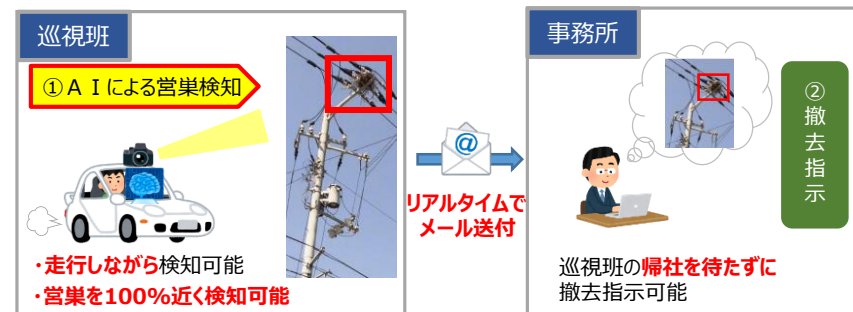 巡視班
①ＡＩによる営巣検知
・走行しながら検知可能
・営巣を100%近く検知可能
@
リアルタイムで
メール送付
事務所
②撤去指示
巡視班の帰社を待たずに
撤去指示可能